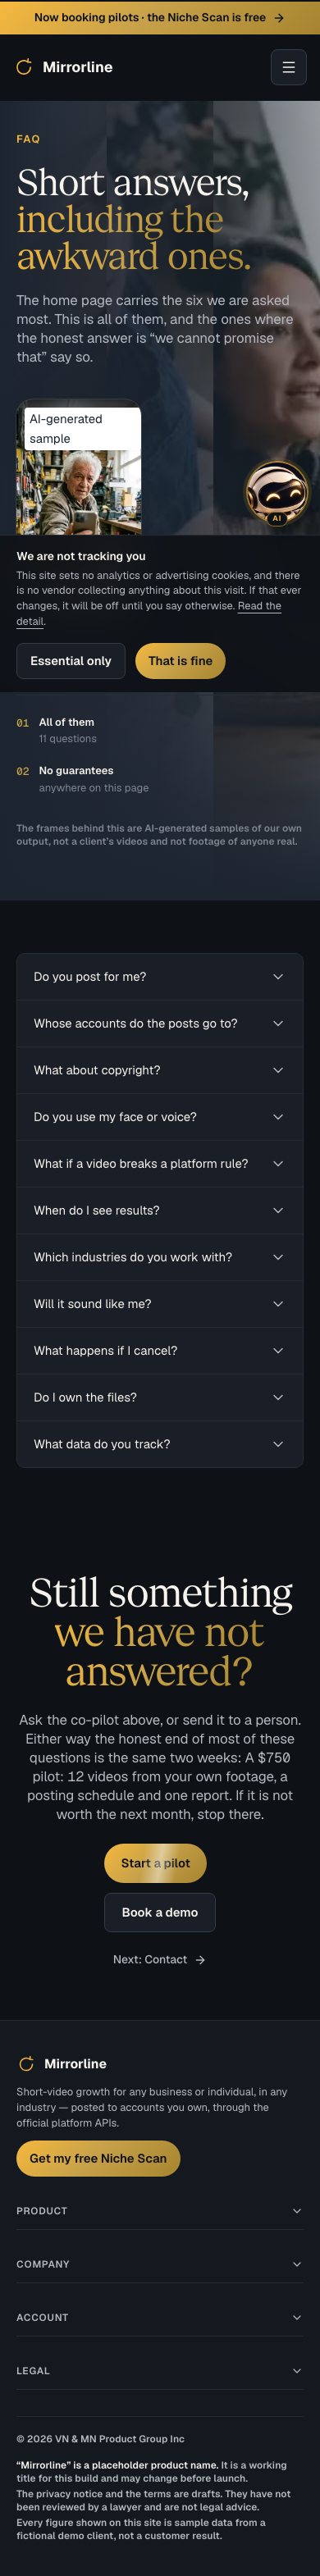 Now booking pilots · the Niche Scan is free →
Mirrorline
FAQ
Short answers,
including the
awkward ones.
The home page carries the six we are asked
most. This is all of them, and the ones where
the honest answer is “we cannot promise
that” say so.
AI-generated
sample
AI
We are not tracking you
This site sets no analytics or advertising cookies, and there
is no vendor collecting anything about this visit. If that ever
changes, it will be off until you say otherwise. Read the
detail.
Essential only
That is fine
01 All of them
11 questions
02 No guarantees
anywhere on this page
The frames behind this are AI-generated samples of our own
output, not a client’s videos and not footage of anyone real.
Do you post for me?
Whose accounts do the posts go to?
What about copyright?
Do you use my face or voice?
What if a video breaks a platform rule?
When do I see results?
Which industries do you work with?
Will it sound like me?
What happens if I cancel?
Do I own the files?
What data do you track?
Still something
we have not
answered?
Ask the co-pilot above, or send it to a person.
Either way the honest end of most of these
questions is the same two weeks: A $750
pilot: 12 videos from your own footage, a
posting schedule and one report. If it is not
worth the next month, stop there.
Start a pilot
Book a demo
Next: Contact →
Mirrorline
Short-video growth for any business or individual, in any
industry — posted to accounts you own, through the
official platform APIs.
Get my free Niche Scan
PRODUCT
COMPANY
ACCOUNT
LEGAL
© 2026 VN & MN Product Group Inc
“Mirrorline” is a placeholder product name. It is a working
title for this build and may change before launch.
The privacy notice and the terms are drafts. They have not
been reviewed by a lawyer and are not legal advice.
Every figure shown on this site is sample data from a
fictional demo client, not a customer result.